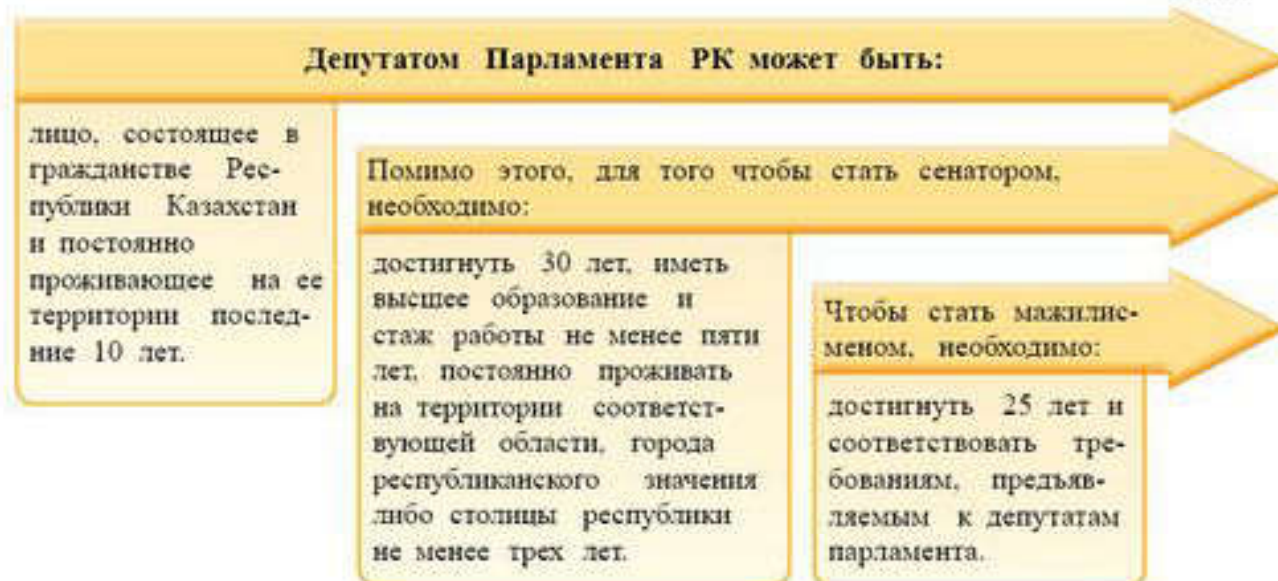 Депутатом Парламента РК может быть:
лицо, состоящее в
гражданстве Рес-
публики Казахстан
и постоянно
проживающее на ее
территории послед-
ние 10 лет.
Помимо этого, для того чтобы стать сенатором,
необходимо:
достигнуть 30 лет, иметь
высшее образование и
стаж работы не менее пяти
лет, постоянно проживать
на территории соответст-
вующей области, города
республиканского значения
либо столицы республики
не менее трех лет.
Чтобы стать мажилис-
меном, необходимо:
достигнуть 25 лет и
соответствовать тре-
бованиям, предъяв-
ляемым к депутатам
парламента.